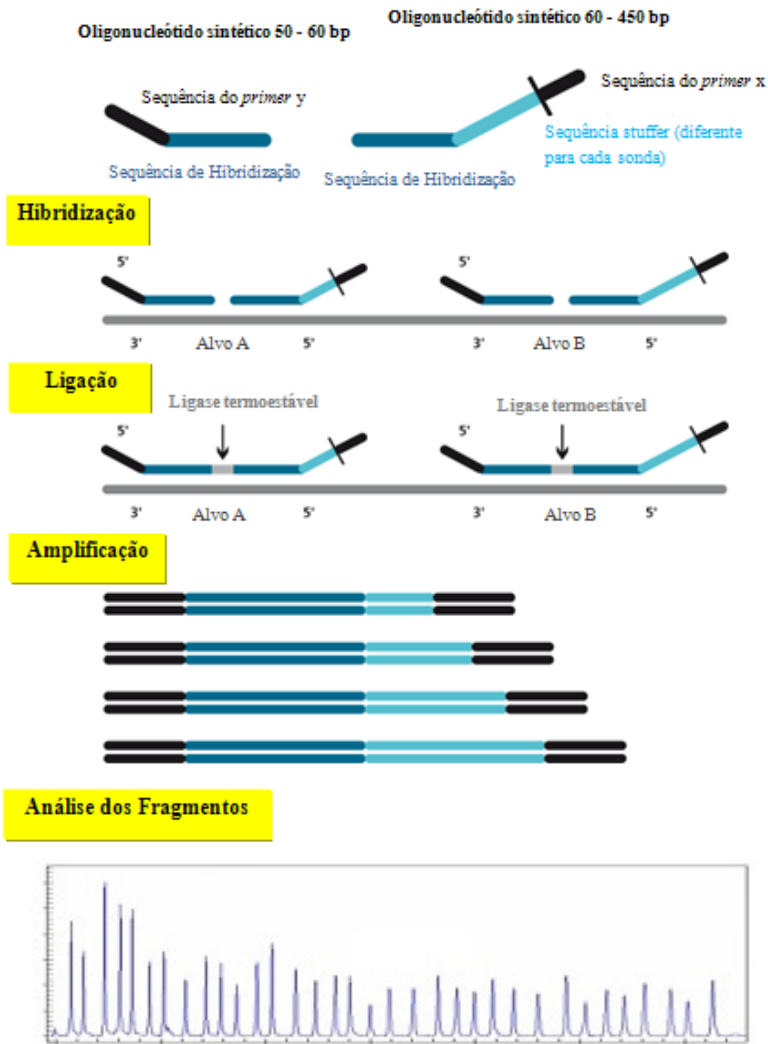 Oligonucleótido sintético 50 - 60 bp
Oligonucleótido sintético 60 - 450 bp
Sequência do primer y
Sequência do primer x
Sequência stuffer (diferente
para cada sonda)
Sequência de Hibridização
Sequência de Hibridização
Hibridização
5'
5'
3'
Alvo A
5'
3'
Alvo B
5'
Ligação
Ligase termoestável
Ligase termoestável
5'
5'
3'
Alvo A
5'
3'
Alvo B
5'
Amplificação
Análise dos Fragmentos